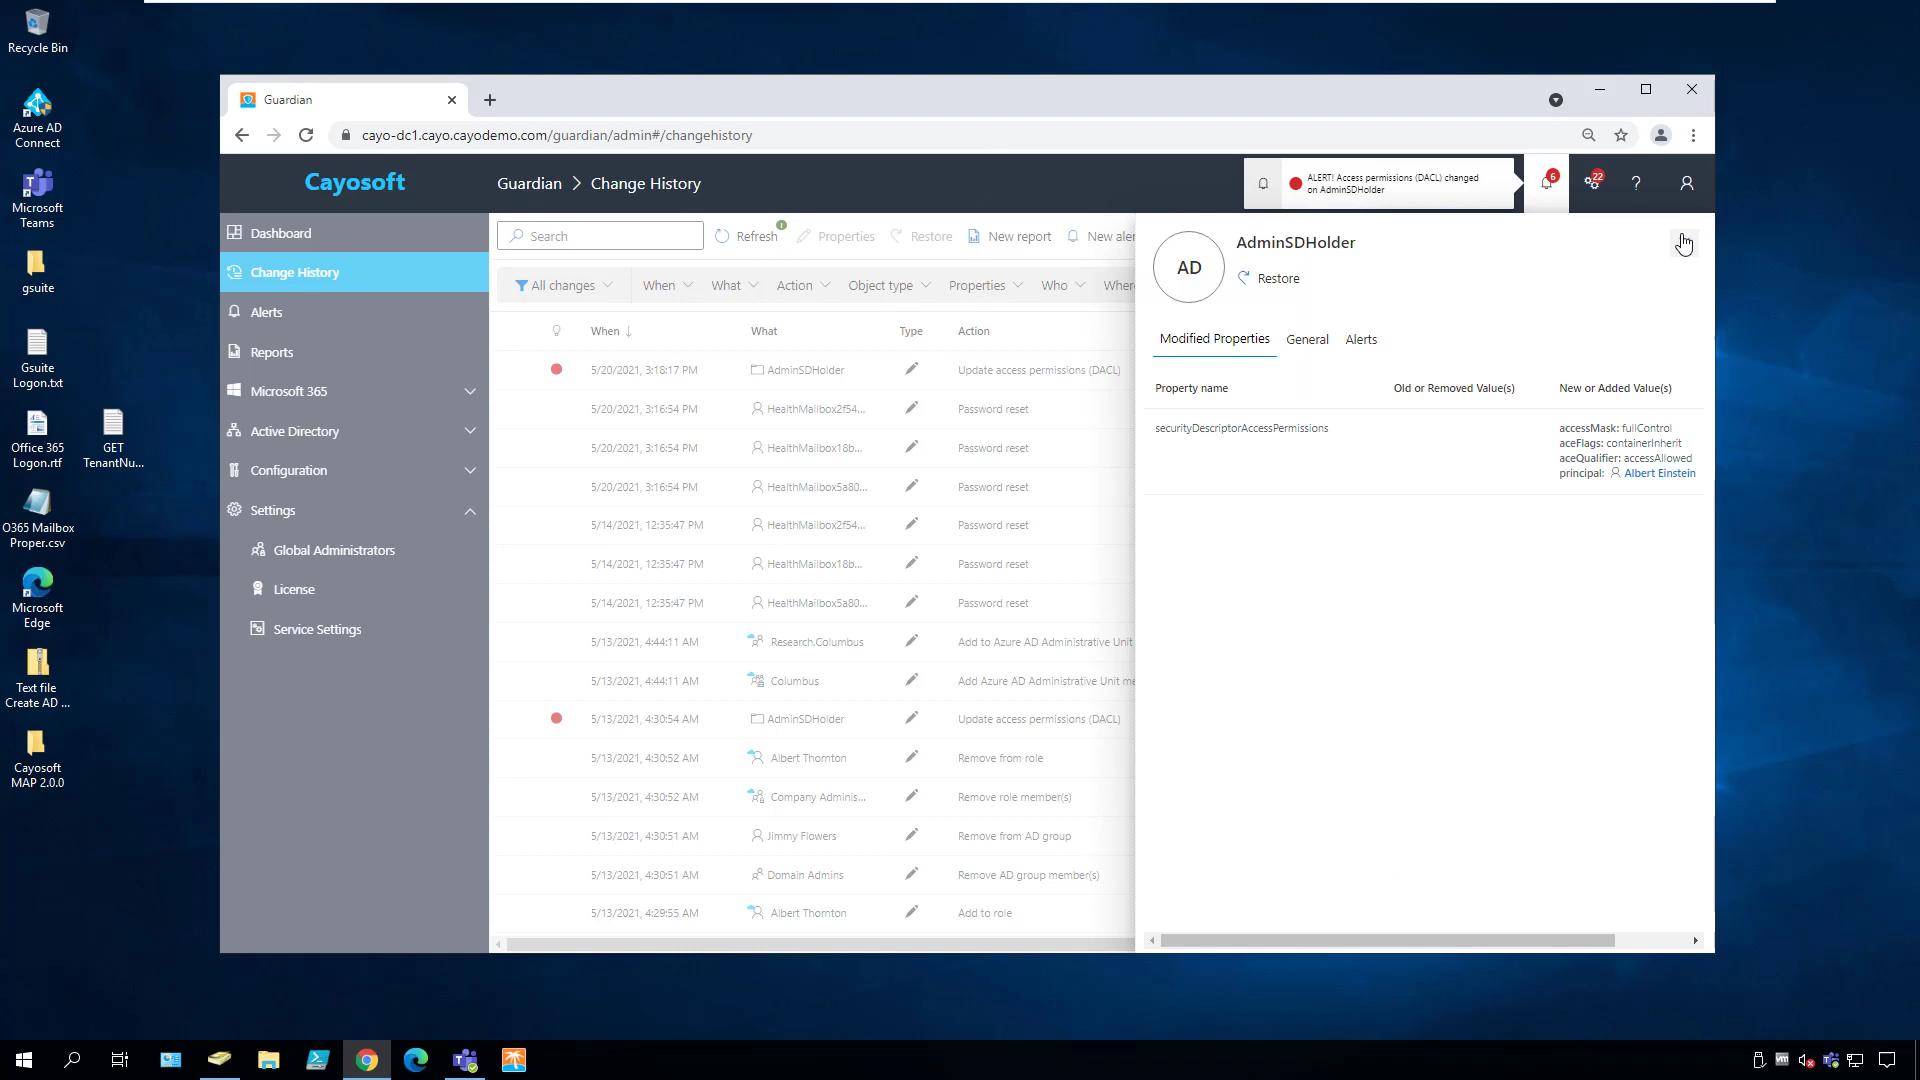 Recycle Bin
Azure AD
Connect
Microsoft
Teams
gsuite
Gsuite
Logon.txt
Office 365
Logon.rtf
GET
TenantNu...
O365 Mailbox
Proper.csv
Microsoft
Edge
Text file
Create AD ...
Cayosoft
MAP 2.0.0
Guardian
cayo-dc1.cayo.cayodemo.com/guardian/admin#/changehistory
Cayosoft
Guardian > Change History
ALERT! Access permissions (DACL) changed
on AdminSDHolder
6
22
?
Dashboard
Change History
Alerts
Reports
Microsoft 365
Active Directory
Configuration
Settings
Global Administrators
License
Service Settings
Search
Refresh
Properties
Restore
New report
New aler
All changes
When
What
Action
Object type
Properties
Who
Where
When ↓ What Type Action
5/20/2021, 3:18:17 PM AdminSDHolder Update access permissions (DACL)
5/20/2021, 3:16:54 PM HealthMailbox2f54... Password reset
5/20/2021, 3:16:54 PM HealthMailbox18b... Password reset
5/20/2021, 3:16:54 PM HealthMailbox5a80... Password reset
5/14/2021, 12:35:47 PM HealthMailbox2f54... Password reset
5/14/2021, 12:35:47 PM HealthMailbox18b... Password reset
5/14/2021, 12:35:47 PM HealthMailbox5a80... Password reset
5/13/2021, 4:44:11 AM Research.Columbus Add to Azure AD Administrative Unit
5/13/2021, 4:44:11 AM Columbus Add Azure AD Administrative Unit me
5/13/2021, 4:30:54 AM AdminSDHolder Update access permissions (DACL)
5/13/2021, 4:30:52 AM Albert Thornton Remove from role
5/13/2021, 4:30:52 AM Company Adminis... Remove role member(s)
5/13/2021, 4:30:51 AM Jimmy Flowers Remove from AD group
5/13/2021, 4:30:51 AM Domain Admins Remove AD group member(s)
5/13/2021, 4:29:55 AM Albert Thornton Add to role
AD
AdminSDHolder
Restore
Modified Properties General Alerts
Property name Old or Removed Value(s) New or Added Value(s)
securityDescriptorAccessPermissions
accessMask: fullControl
aceFlags: containerInherit
aceQualifier: accessAllowed
principal: Albert Einstein